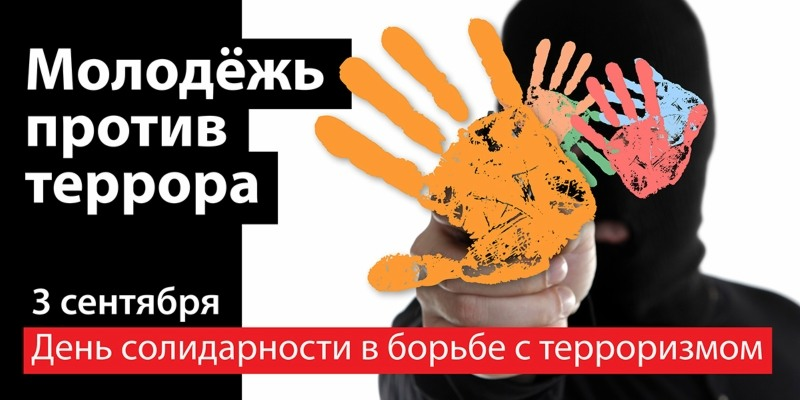 Молодёжь
против
террора
3 сентября
День солидарности в борьбе с терроризмом